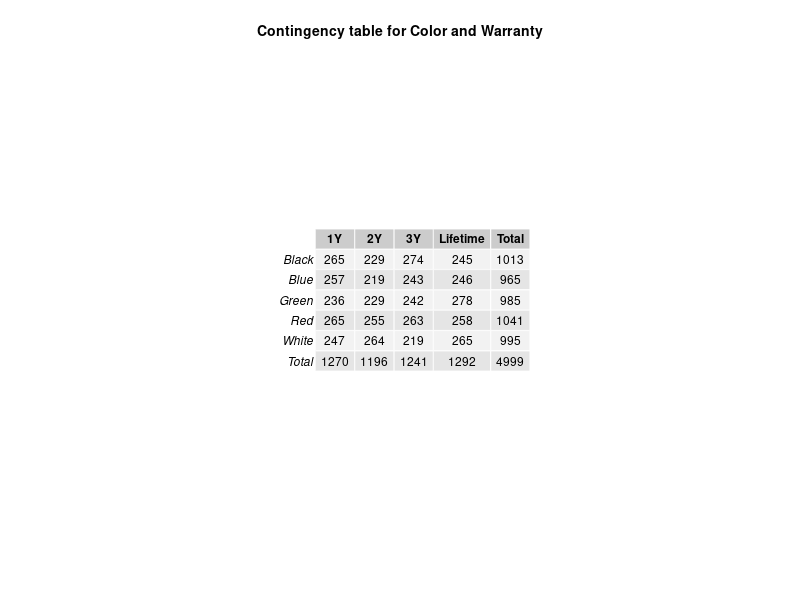 Contingency table for Color and Warranty
1Y 2Y 3Y Lifetime Total
Black 265 229 274 245 1013
Blue 257 219 243 246 965
Green 236 229 242 278 985
Red 265 255 263 258 1041
White 247 264 219 265 995
Total 1270 1196 1241 1292 4999